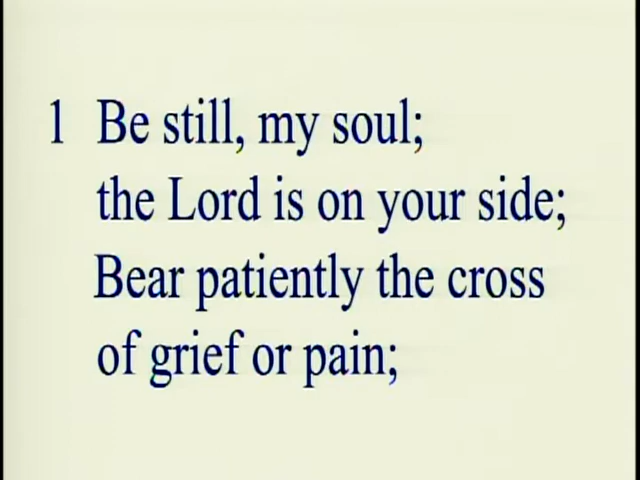 1 Be still, my soul;
the Lord is on your side;
Bear patiently the cross
of grief or pain;